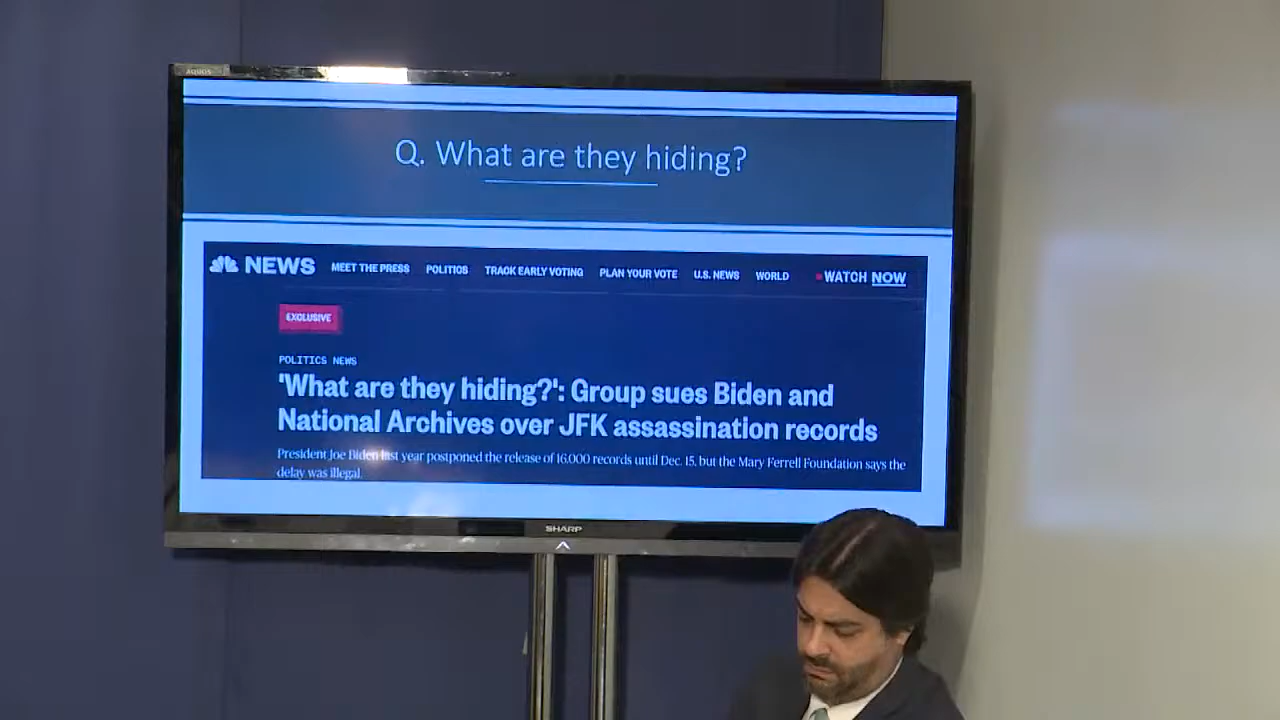 AQUOS
Q. What are they hiding?
NEWS MEET THE PRESS POLITICS TRACK EARLY VOTING PLAN YOUR VOTE U.S. NEWS WORLD WATCH NOW
EXCLUSIVE
POLITICS NEWS
'What are they hiding?': Group sues Biden and
National Archives over JFK assassination records
President Joe Biden last year postponed the release of 16,000 records until Dec. 15, but the Mary Ferrell Foundation says the
delay was illegal.
SHARP